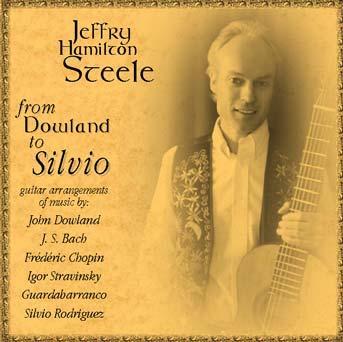 Jeffry
Hamilton
Steele
from
Dowland
to
Silvio
guitar arrangements
of music by:
John Dowland
J. S. Bach
Frédéric Chopin
Igor Stravinsky
Guardabarranco
Silvio Rodriguez